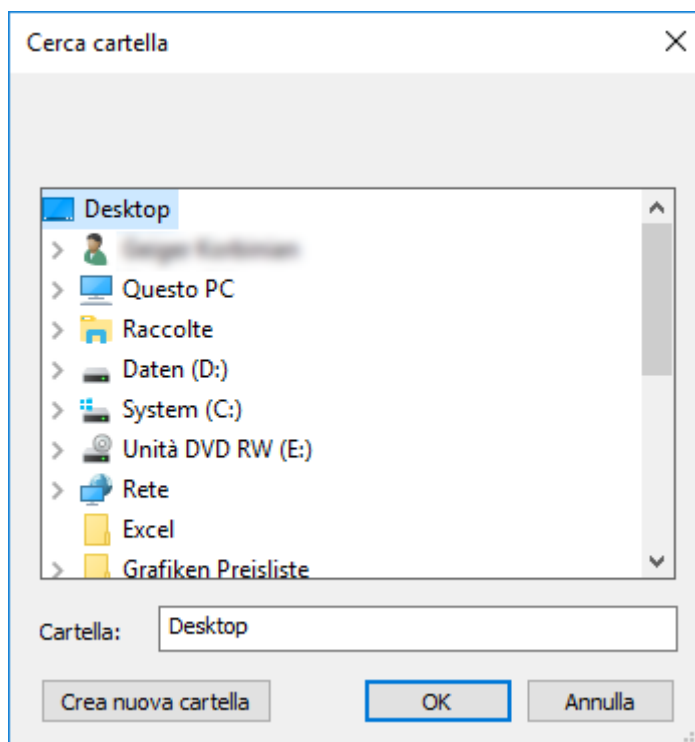 Cerca cartella
Desktop
Questo PC
Raccolte
Daten (D:)
System (C:)
Unità DVD RW (E:)
Rete
Excel
Grafiken Preisliste
Cartella: Desktop
Crea nuova cartella OK Annulla